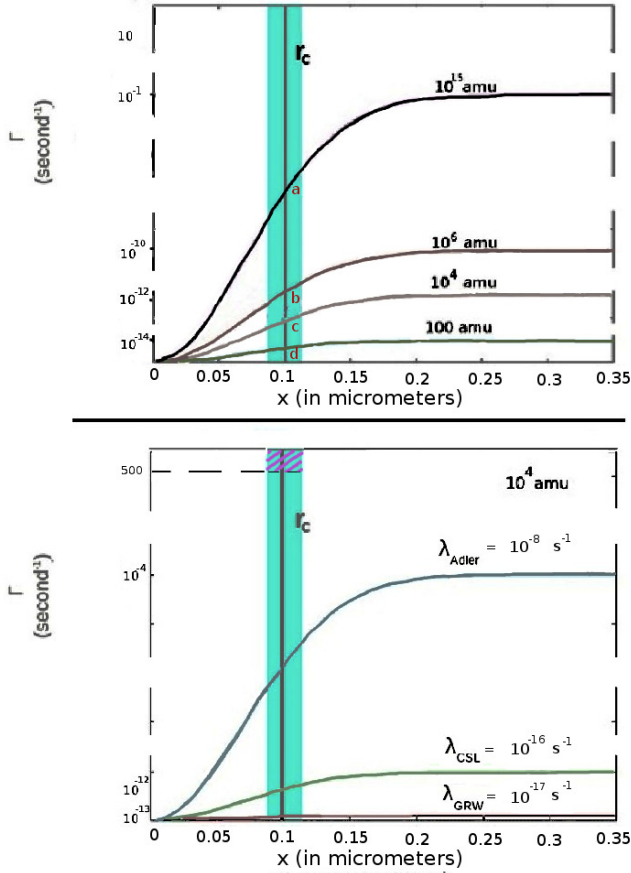 10
r_c
10^15 amu
10^-1
Γ
(second^-1)
a
10^6 amu
10^-10
10^4 amu
10^-12
b
c
100 amu
10^-14
d
0 0.05 0.1 0.15 0.2 0.25 0.3 0.35
x (in micrometers)
500
10^4 amu
r_c
λ_Adler = 10^-8 s^-1
10^-4
Γ
(second^-1)
λ_CSL = 10^-16 s^-1
10^-12
λ_GRW = 10^-17 s^-1
10^-13
0 0.05 0.1 0.15 0.2 0.25 0.3 0.35
x (in micrometers)